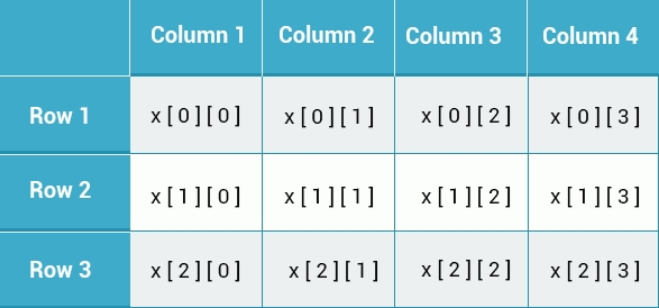 Column 1 Column 2 Column 3 Column 4
Row 1 x[0][0] x[0][1] x[0][2] x[0][3]
Row 2 x[1][0] x[1][1] x[1][2] x[1][3]
Row 3 x[2][0] x[2][1] x[2][2] x[2][3]